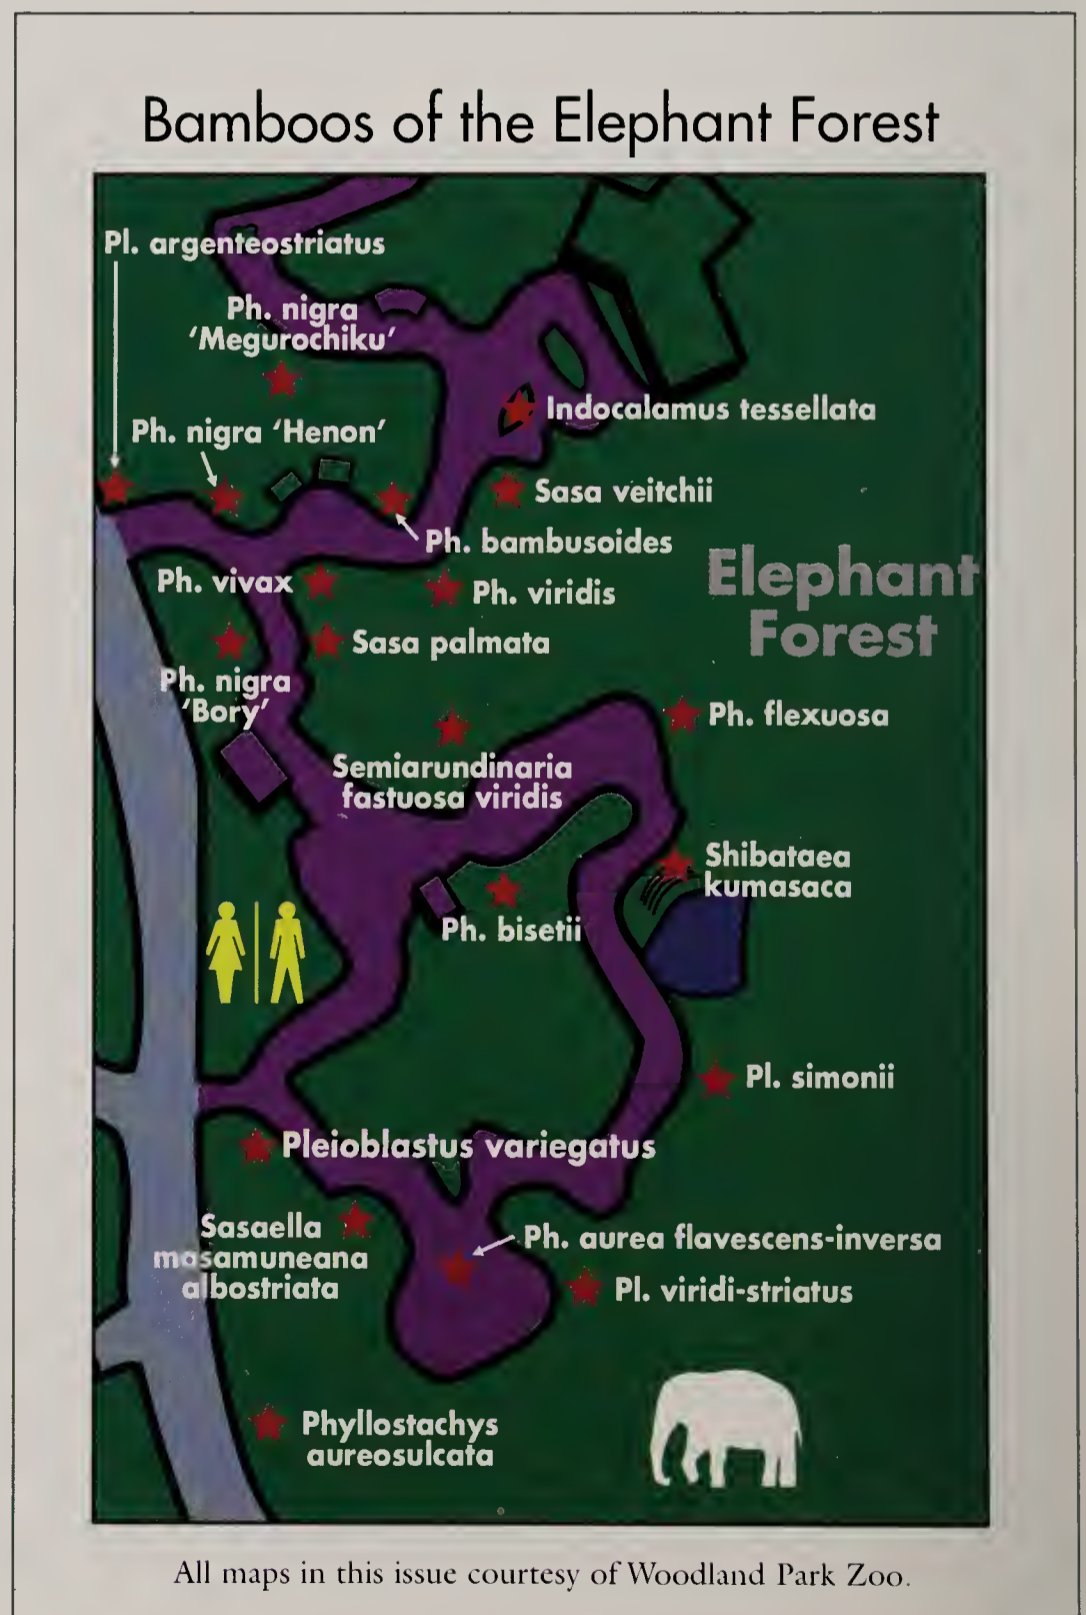 Bamboos of the Elephant Forest
Pl. argenteostriatus
Ph. nigra
‘Megurochiku’
Indocalamus tessellata
Ph. nigra ‘Henon’
Sasa veitchii
Ph. bambusoides
Elephant
Forest
Ph. vivax
Ph. viridis
Sasa palmata
Ph. nigra
‘Bory’
Ph. flexuosa
Semiarundinaria
fastuosa viridis
Shibataea
kumasaca
Ph. bisetii
Pl. simonii
Pleioblastus variegatus
Sasaella
masamuneana
albostriata
Ph. aurea flavescens-inversa
Pl. viridi-striatus
Phyllostachys
aureosulcata
All maps in this issue courtesy of Woodland Park Zoo.